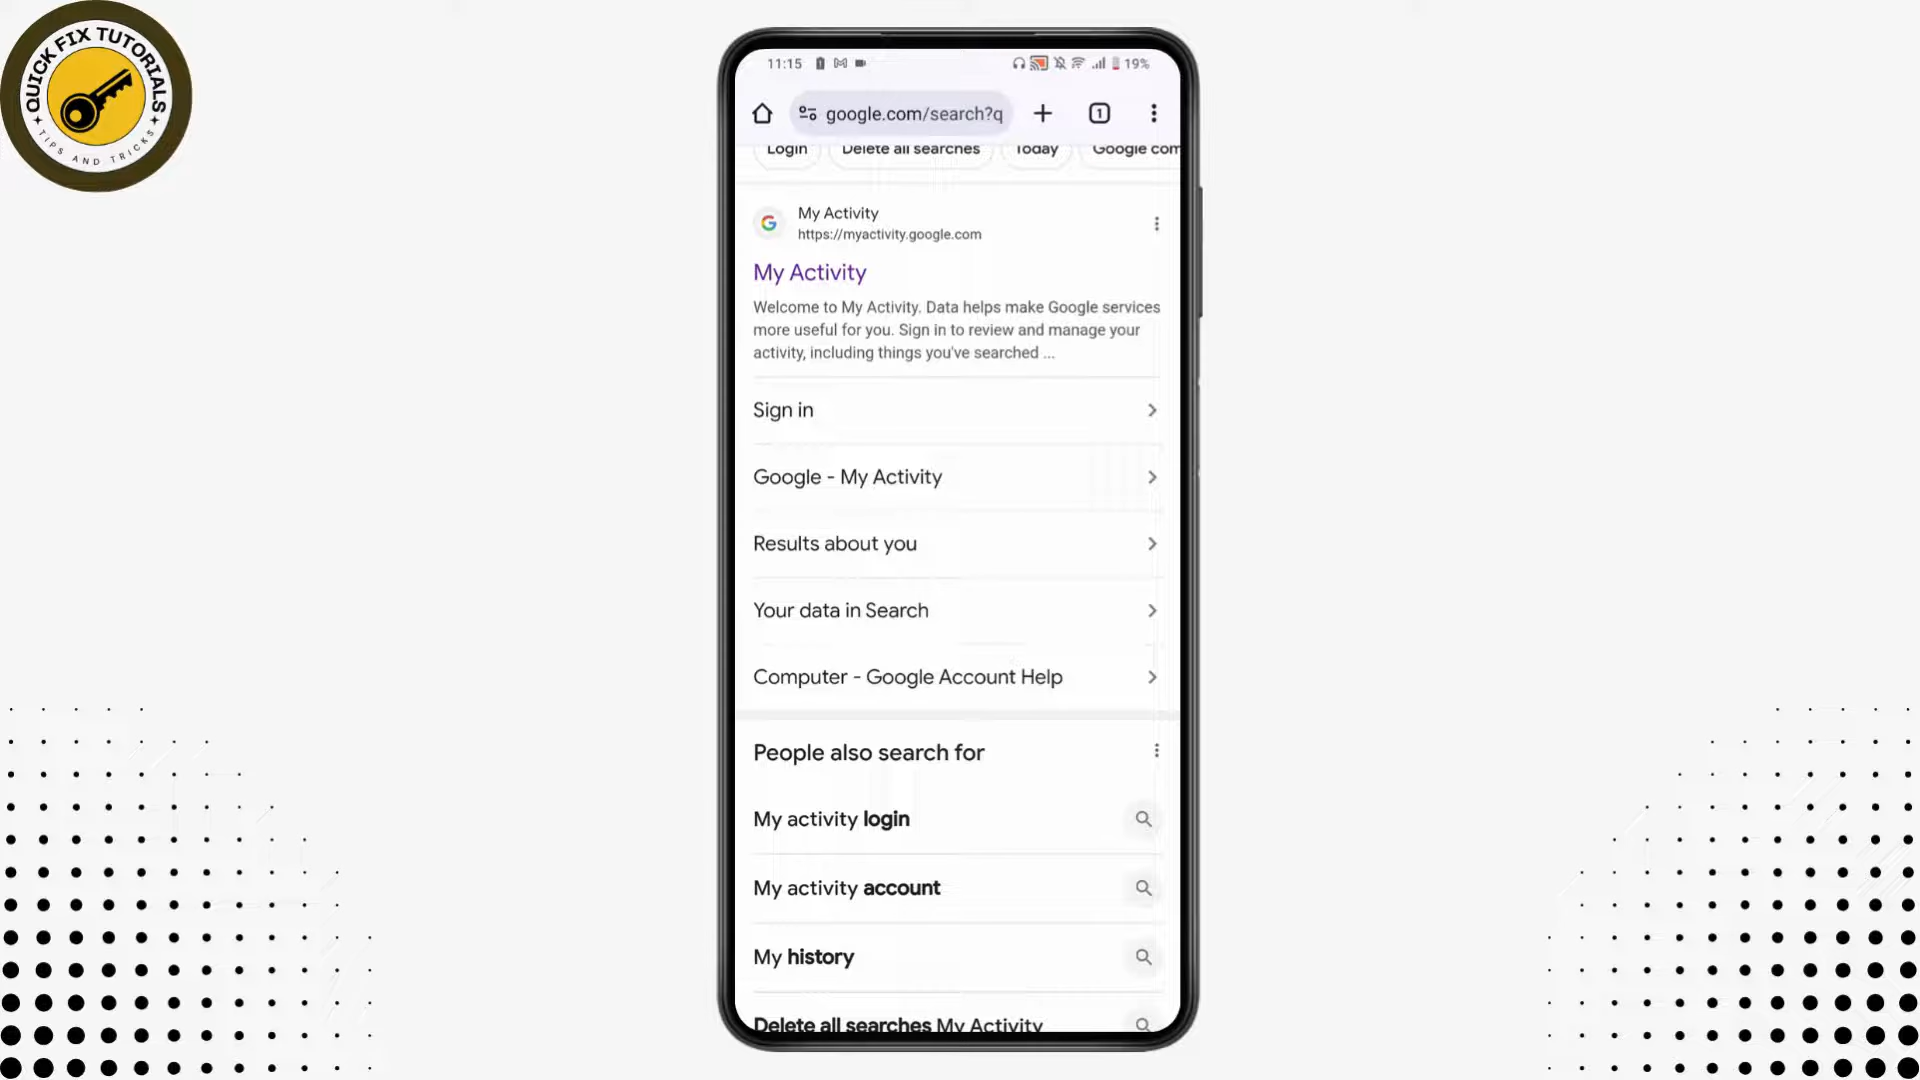 QUICK FIX TUTORIALS
TIPS AND TRICKS
11:15
19%
google.com/search?q
1
Login
Delete all searches
Today
Google com
My Activity
https://myactivity.google.com
My Activity
Welcome to My Activity. Data helps make Google services
more useful for you. Sign in to review and manage your
activity, including things you've searched ...
Sign in
Google - My Activity
Results about you
Your data in Search
Computer - Google Account Help
People also search for
My activity login
My activity account
My history
Delete all searches My Activity